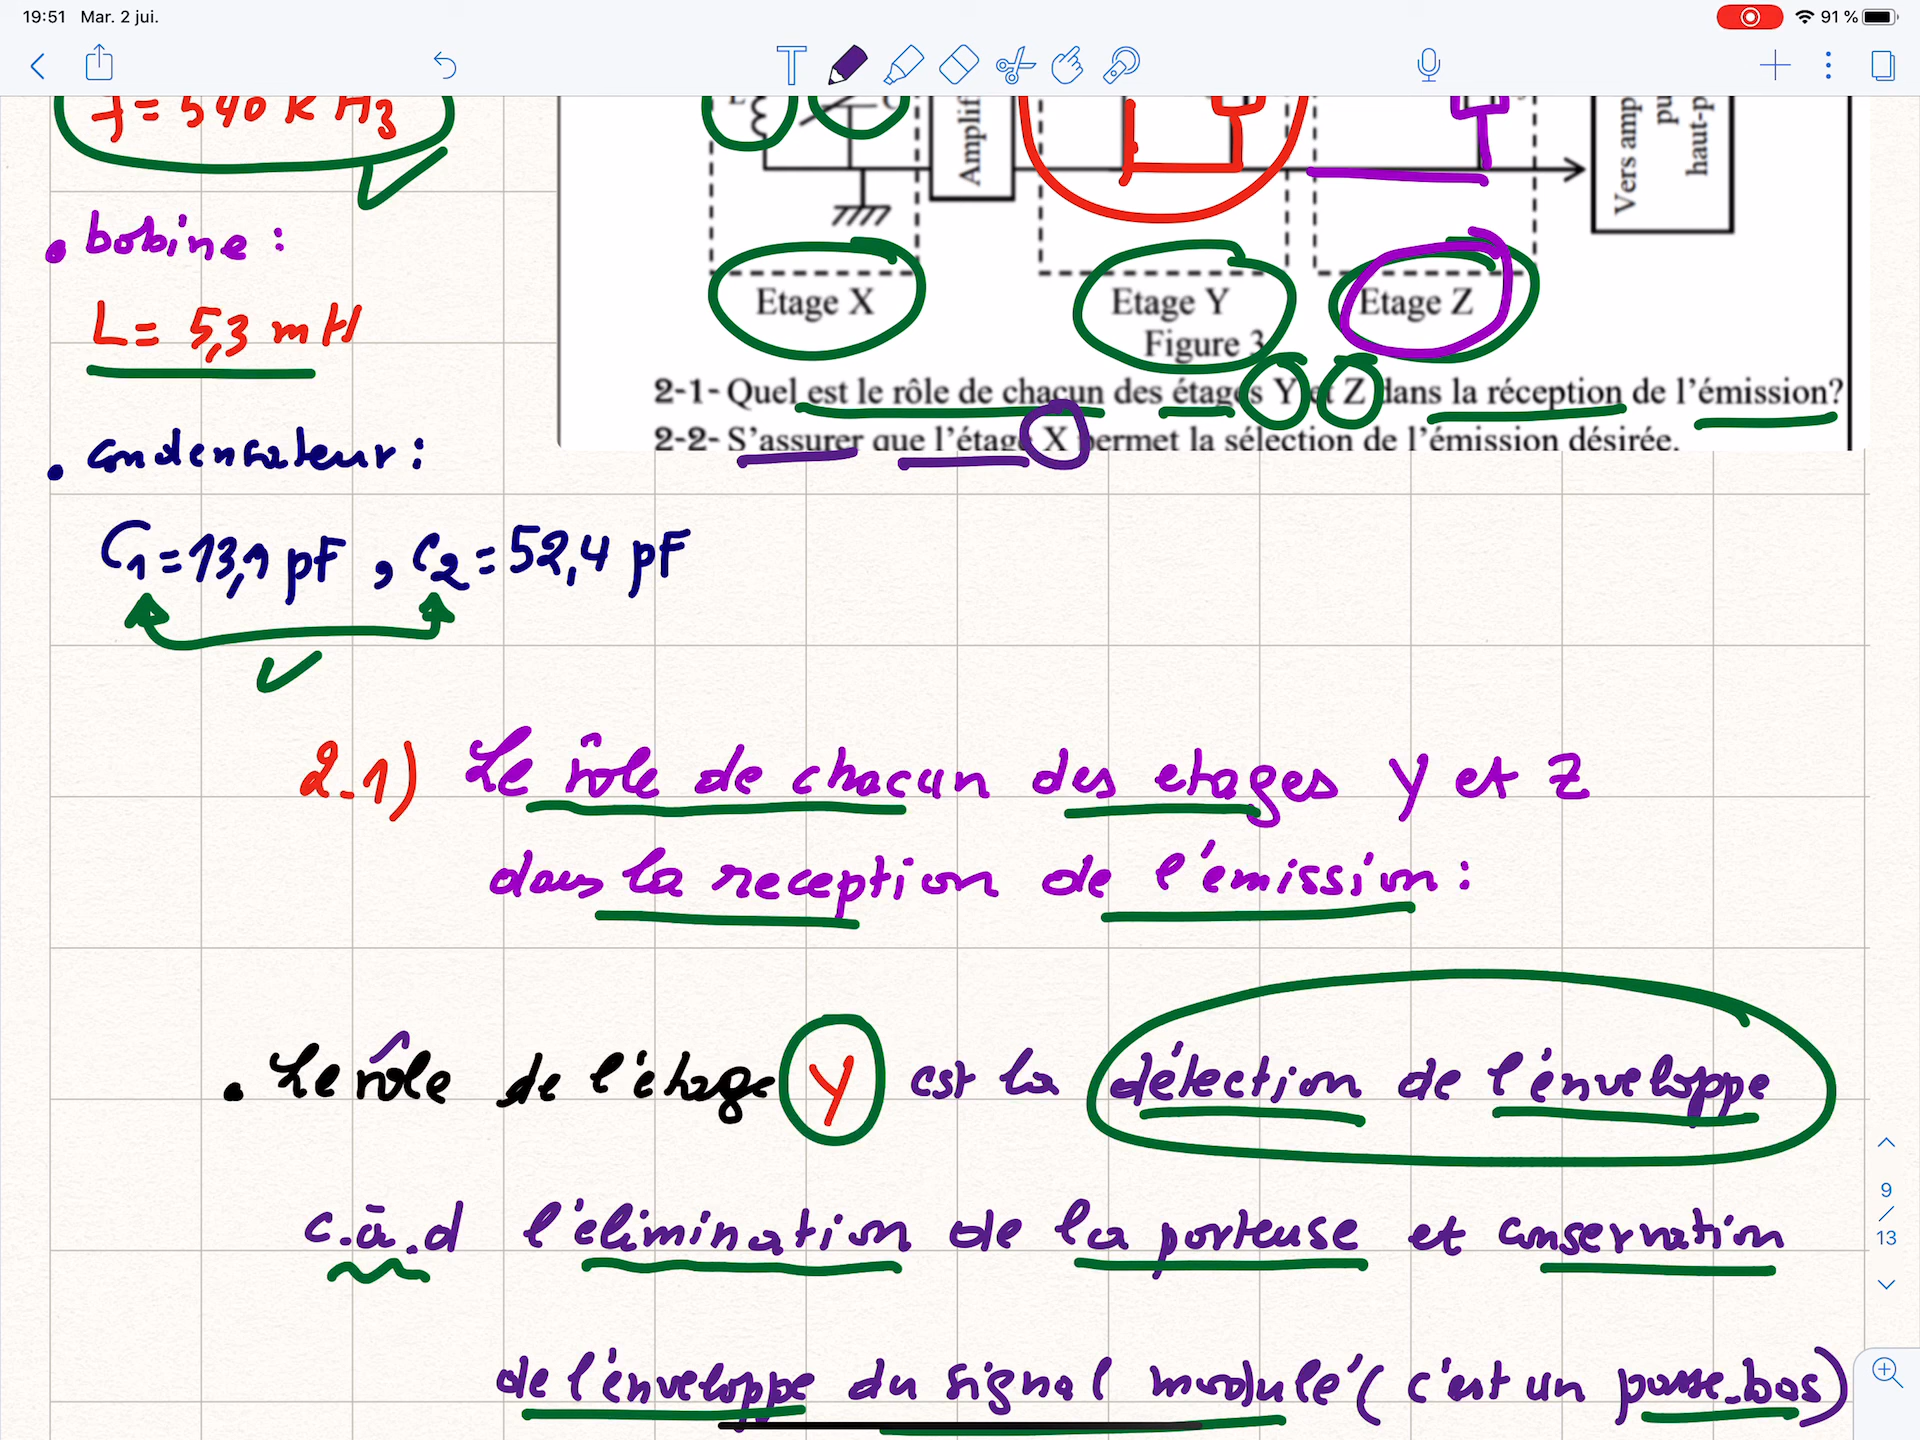 19:51 Mar. 2 jui.
91 %
f = 540 kHz
Amplif
Vers amp
pu
haut-p
• bobine :
L = 5,3 mH
Etage X
Etage Y
Etage Z
Figure 3
2-1- Quel est le rôle de chacun des étages Y et Z dans la réception de l'émission?
2-2- S'assurer que l'étage X permet la sélection de l'émission désirée.
• condensateur :
C1 = 13,1 pF , C2 = 52,4 pF
2.1) Le rôle de chacun des etages Y et Z
dans la reception de l'émission :
• Le rôle de l'étage Y est la détection de l'énveloppe
c.à.d l'élimination de la porteuse et conservation
de l'énveloppe du signal modulé ( c'est un passe-bas)
9
/
13